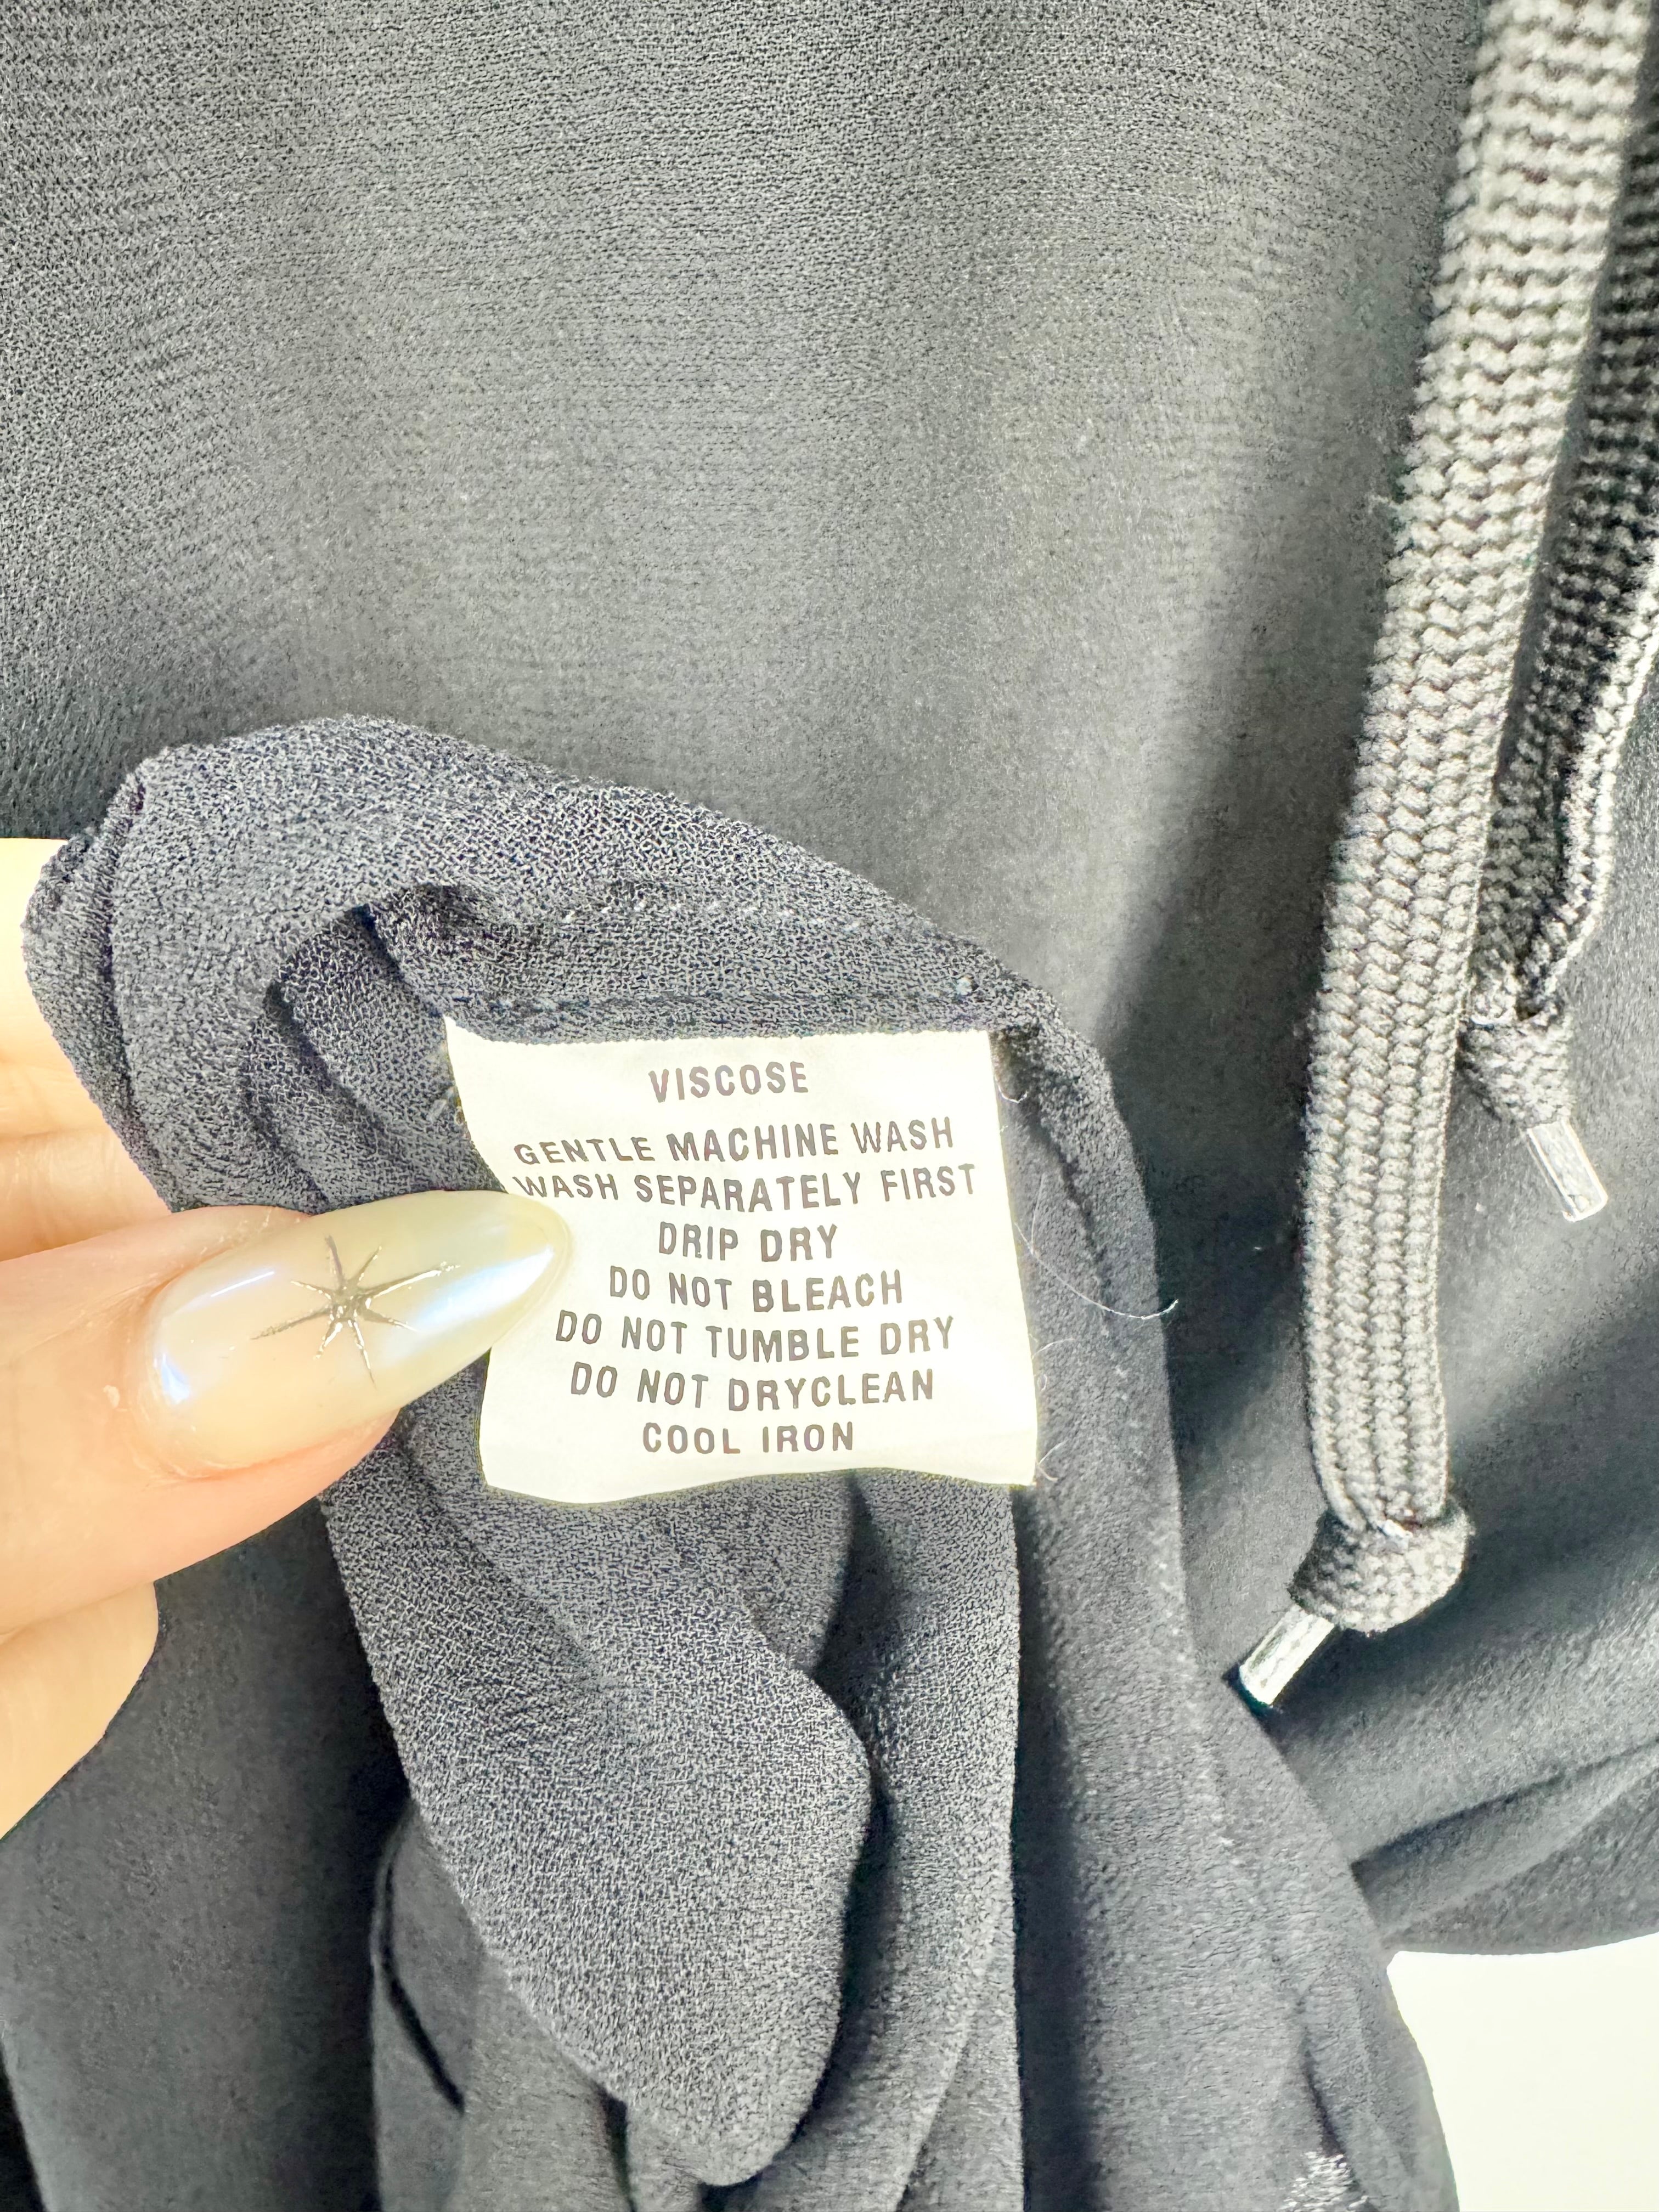 VISCOSE
GENTLE MACHINE WASH
WASH SEPARATELY FIRST
DRIP DRY
DO NOT BLEACH
DO NOT TUMBLE DRY
DO NOT DRYCLEAN
COOL IRON